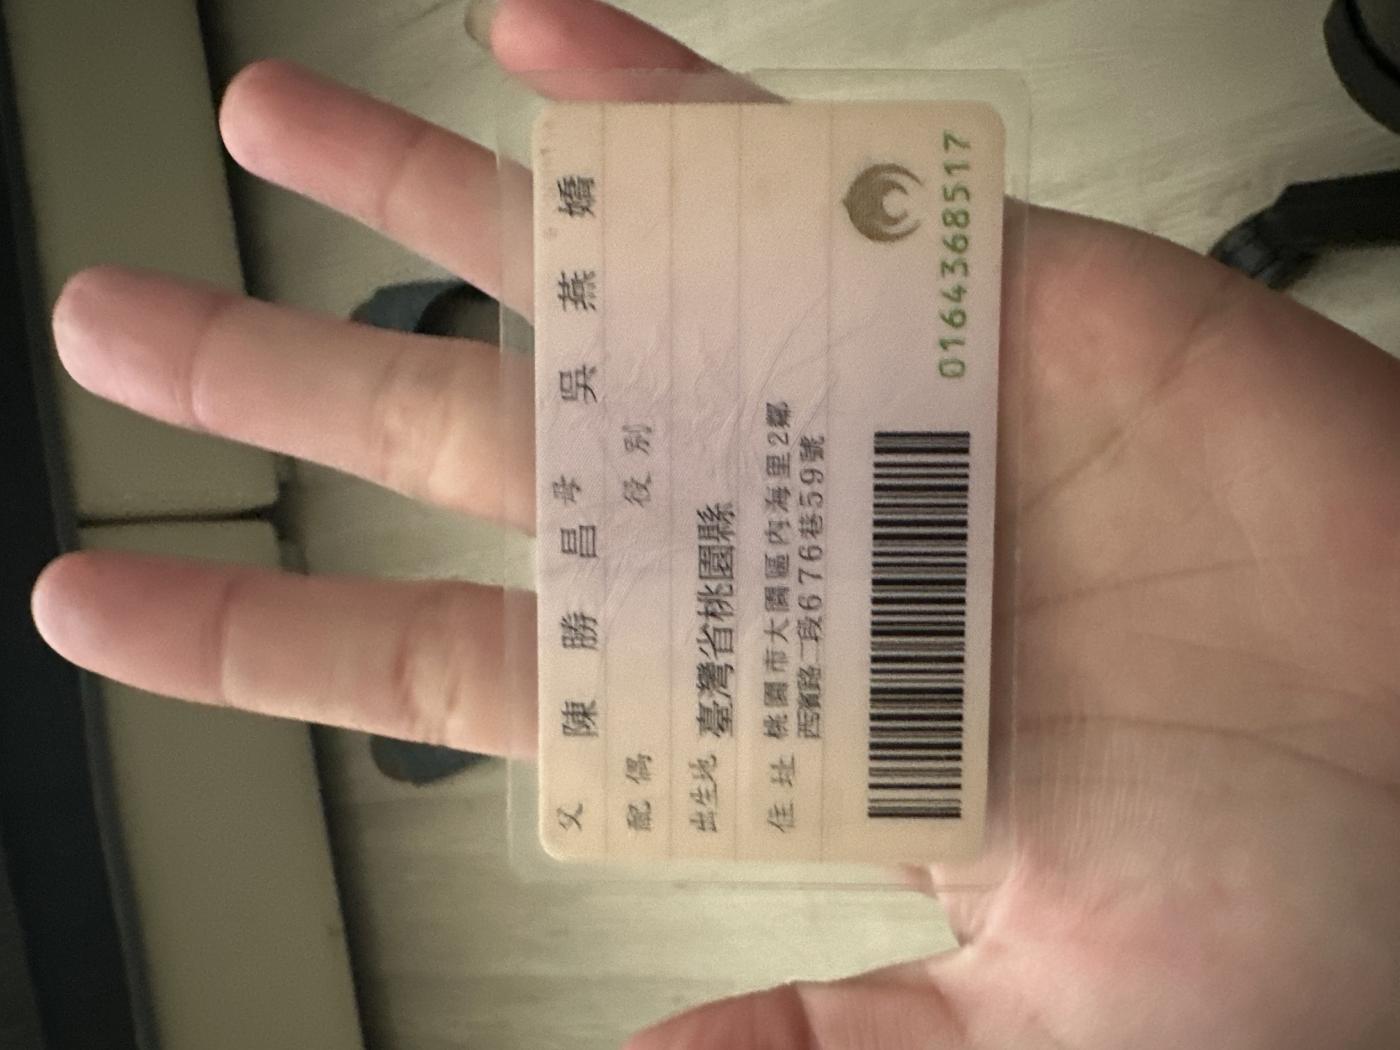 父 陳勝昌 母 吳燕嬌
配偶 役別
出生地 臺灣省桃園縣
住址 桃園市大園區內海里2鄰
西濱路二段676巷59號
0164368517